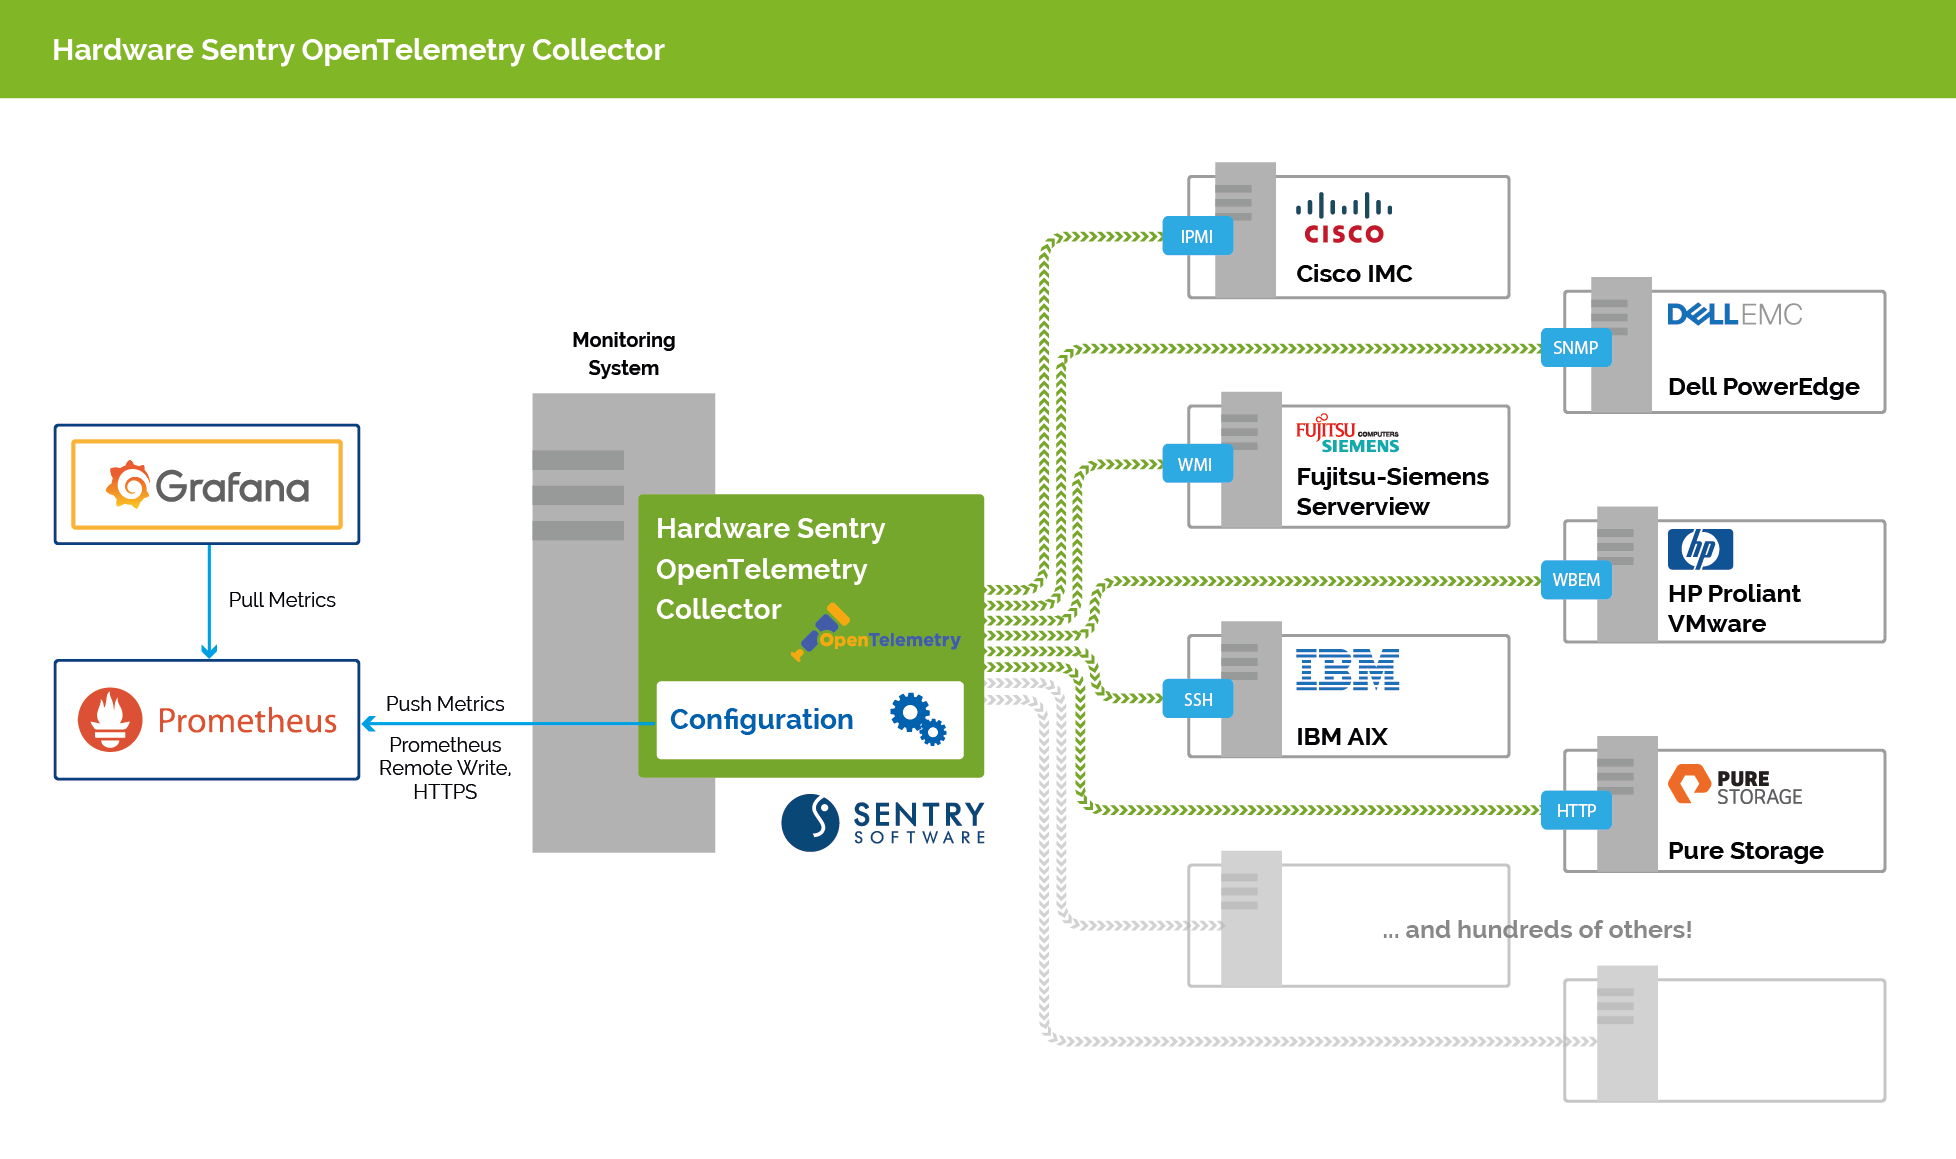 Hardware Sentry OpenTelemetry Collector
Monitoring
System
Grafana
Pull Metrics
Prometheus
Push Metrics
Prometheus
Remote Write,
HTTPS
Hardware Sentry
OpenTelemetry
Collector
OpenTelemetry
Configuration
SENTRY
SOFTWARE
IPMI
CISCO
Cisco IMC
SNMP
DELL EMC
Dell PowerEdge
WMI
FUJITSU COMPUTERS
SIEMENS
Fujitsu-Siemens
Serverview
WBEM
hp
HP Proliant
VMware
SSH
IBM
IBM AIX
HTTP
PURE
STORAGE
Pure Storage
... and hundreds of others!